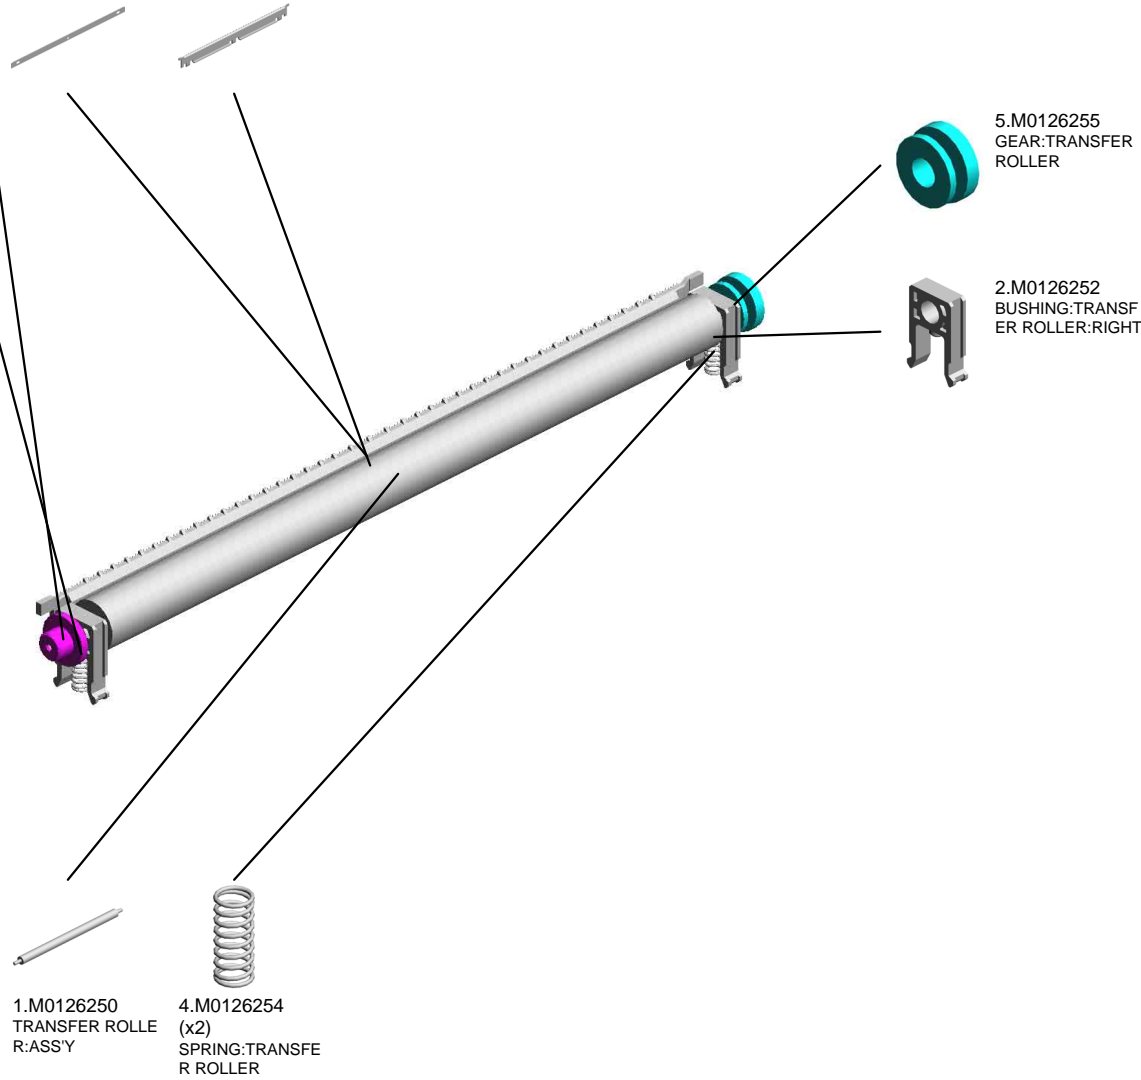 5.M0126255
GEAR:TRANSFER
ROLLER
2.M0126252
BUSHING:TRANSF
ER ROLLER:RIGHT
1.M0126250
TRANSFER ROLLE
R:ASS'Y
4.M0126254
(x2)
SPRING:TRANSFE
R ROLLER